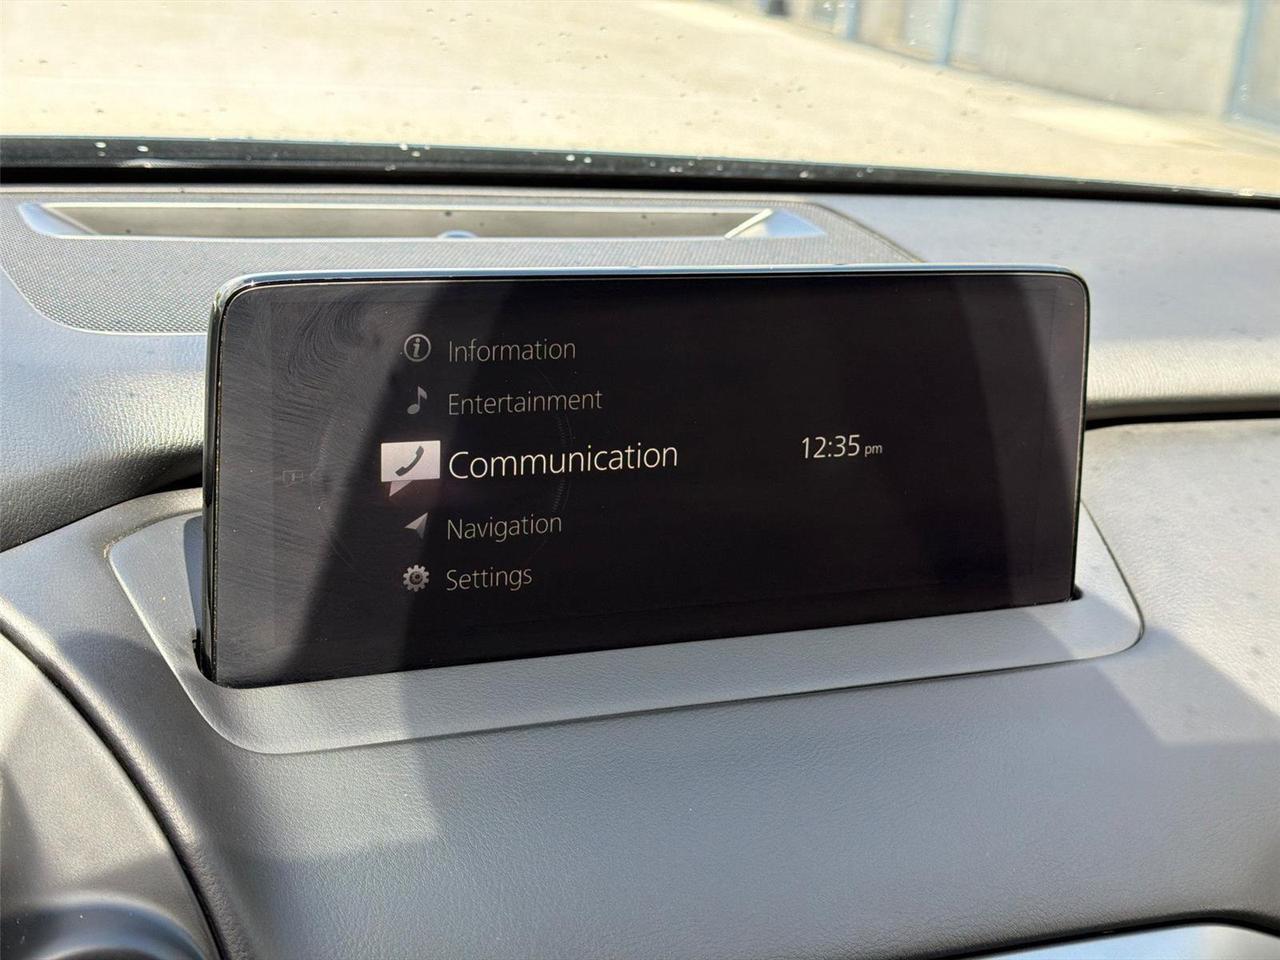 Information
Entertainment
Communication
12:35 pm
Navigation
Settings